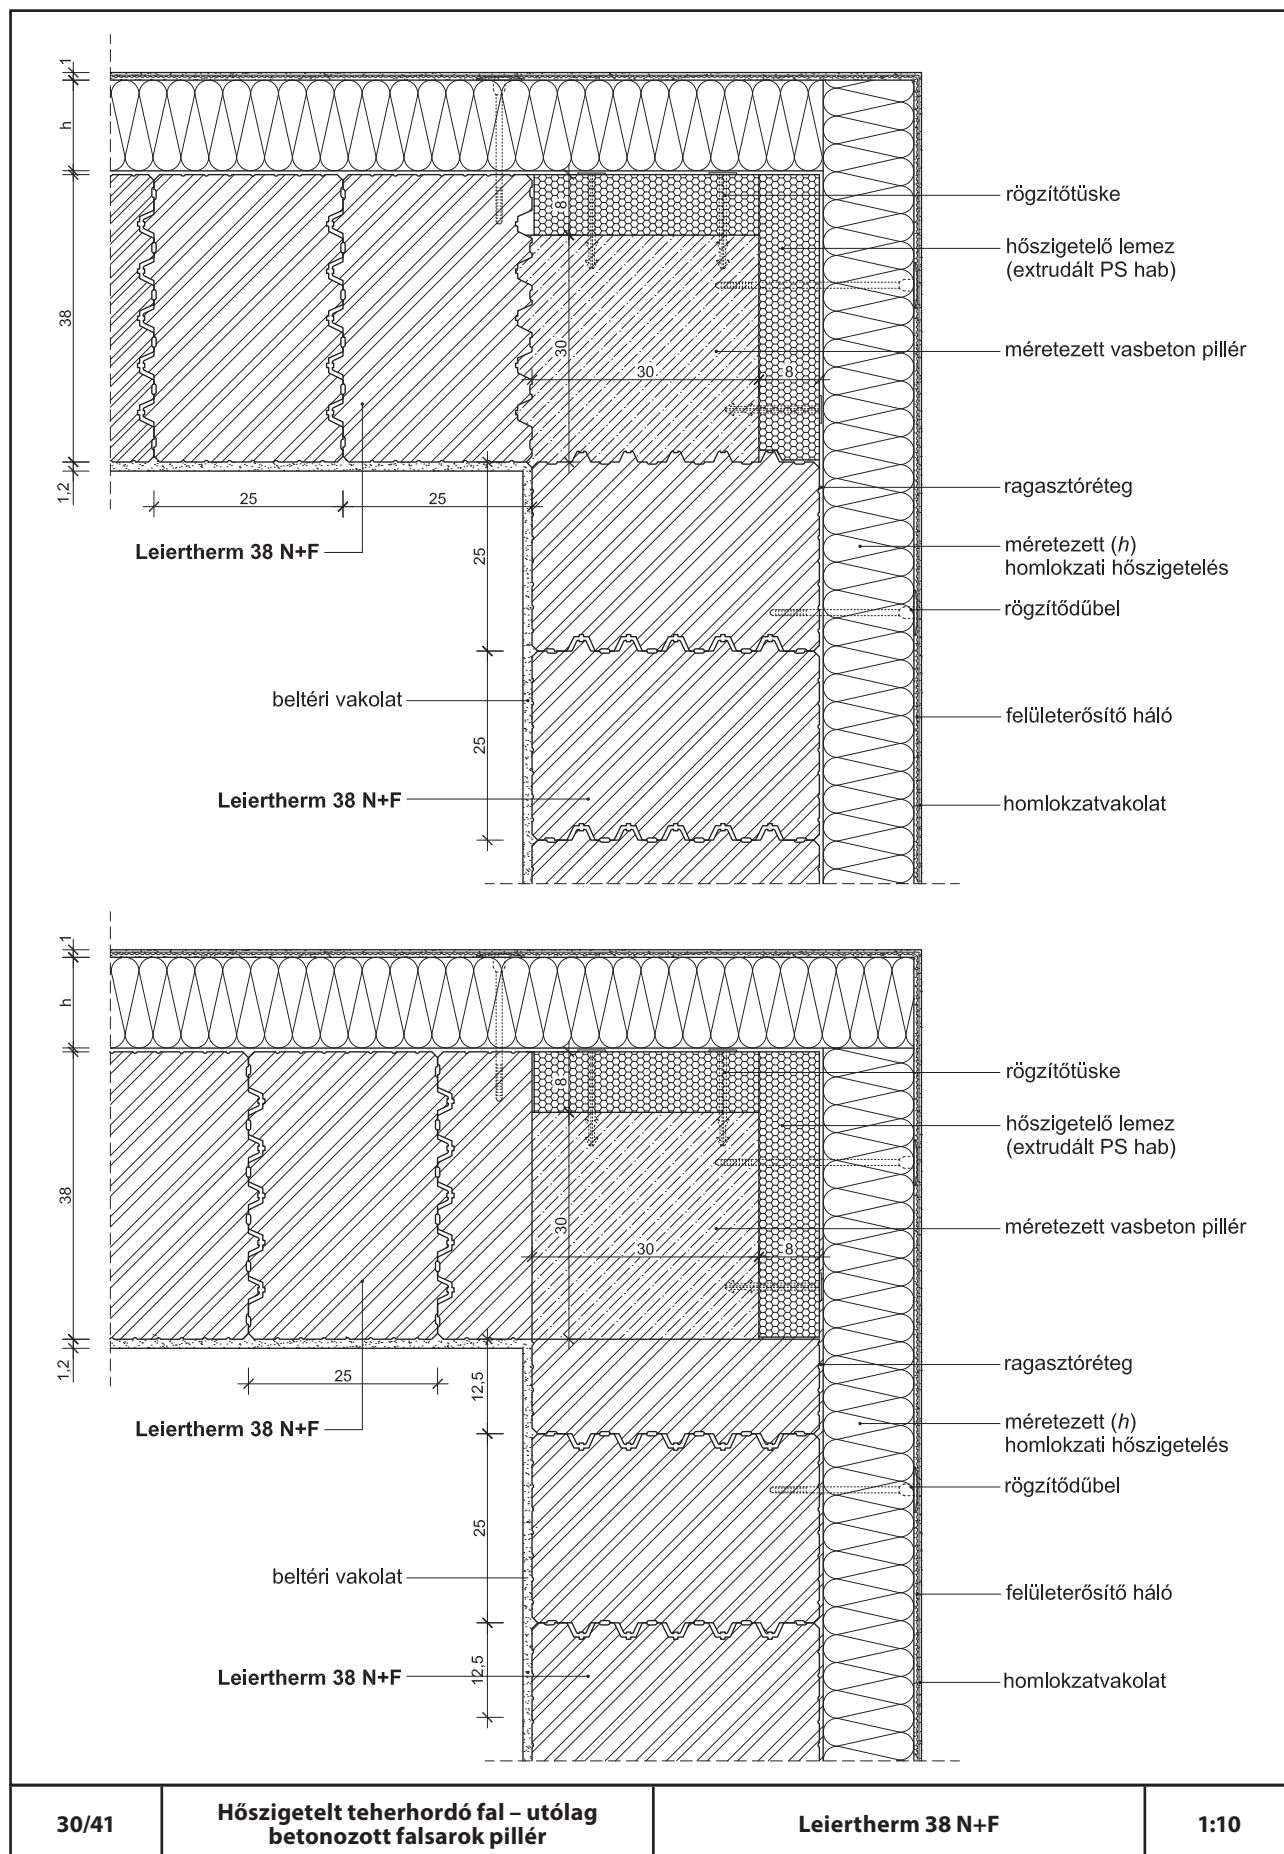 1
h
38
1,2
8
30
30
8
25
25
25
25
rögzítőtüske
hőszigetelő lemez
(extrudált PS hab)
méretezett vasbeton pillér
ragasztóréteg
Leiertherm 38 N+F
méretezett (h)
homlokzati hőszigetelés
rögzítődűbel
beltéri vakolat
felületerősítő háló
Leiertherm 38 N+F
homlokzatvakolat
1
h
38
1,2
8
30
30
8
25
12,5
25
12,5
rögzítőtüske
hőszigetelő lemez
(extrudált PS hab)
méretezett vasbeton pillér
ragasztóréteg
Leiertherm 38 N+F
méretezett (h)
homlokzati hőszigetelés
rögzítődűbel
beltéri vakolat
felületerősítő háló
Leiertherm 38 N+F
homlokzatvakolat
30/41
Hőszigetelt teherhordó fal – utólag
betonozott falsarok pillér
Leiertherm 38 N+F
1:10